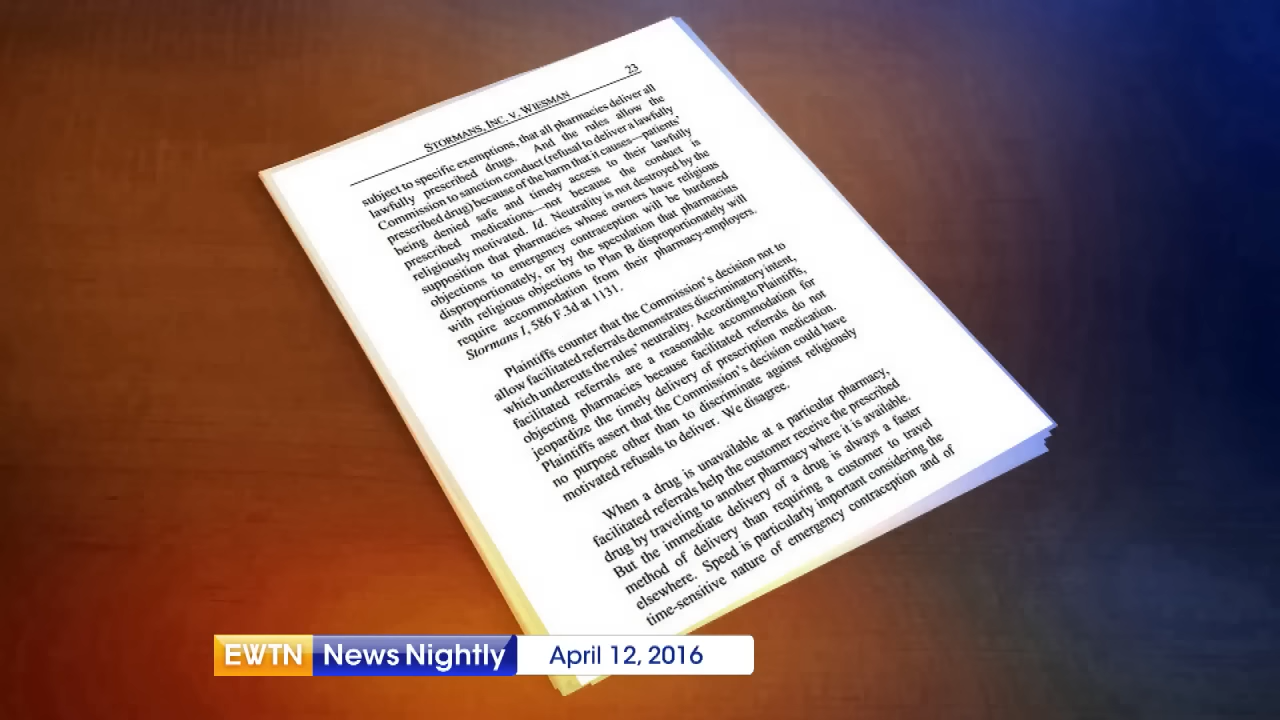 23
STORMANS, INC. V. WIESMAN
subject to specific exemptions, that all pharmacies deliver all
lawfully prescribed drugs. And the rules allow the
Commission to sanction conduct (refusal to deliver a lawfully
prescribed drug) because of the harm that it causes—patients'
being denied safe and timely access to their lawfully
prescribed medications—not because the conduct is
religiously motivated. Id. Neutrality is not destroyed by the
supposition that pharmacies whose owners have religious
objections to emergency contraception will be burdened
disproportionately, or by the speculation that pharmacists
with religious objections to Plan B disproportionately will
require accommodation from their pharmacy-employers.
Stormans I, 586 F.3d at 1131.
Plaintiffs counter that the Commission's decision not to
allow facilitated referrals demonstrates discriminatory intent,
which undercuts the rules' neutrality. According to Plaintiffs,
facilitated referrals are a reasonable accommodation for
objecting pharmacies because facilitated referrals do not
jeopardize the timely delivery of prescription medication.
Plaintiffs assert that the Commission's decision could have
no purpose other than to discriminate against religiously
motivated refusals to deliver. We disagree.
When a drug is unavailable at a particular pharmacy,
facilitated referrals help the customer receive the prescribed
drug by traveling to another pharmacy where it is available.
But the immediate delivery of a drug is always a faster
method of delivery than requiring a customer to travel
elsewhere. Speed is particularly important considering the
time-sensitive nature of emergency contraception and of
EWTN News Nightly April 12, 2016